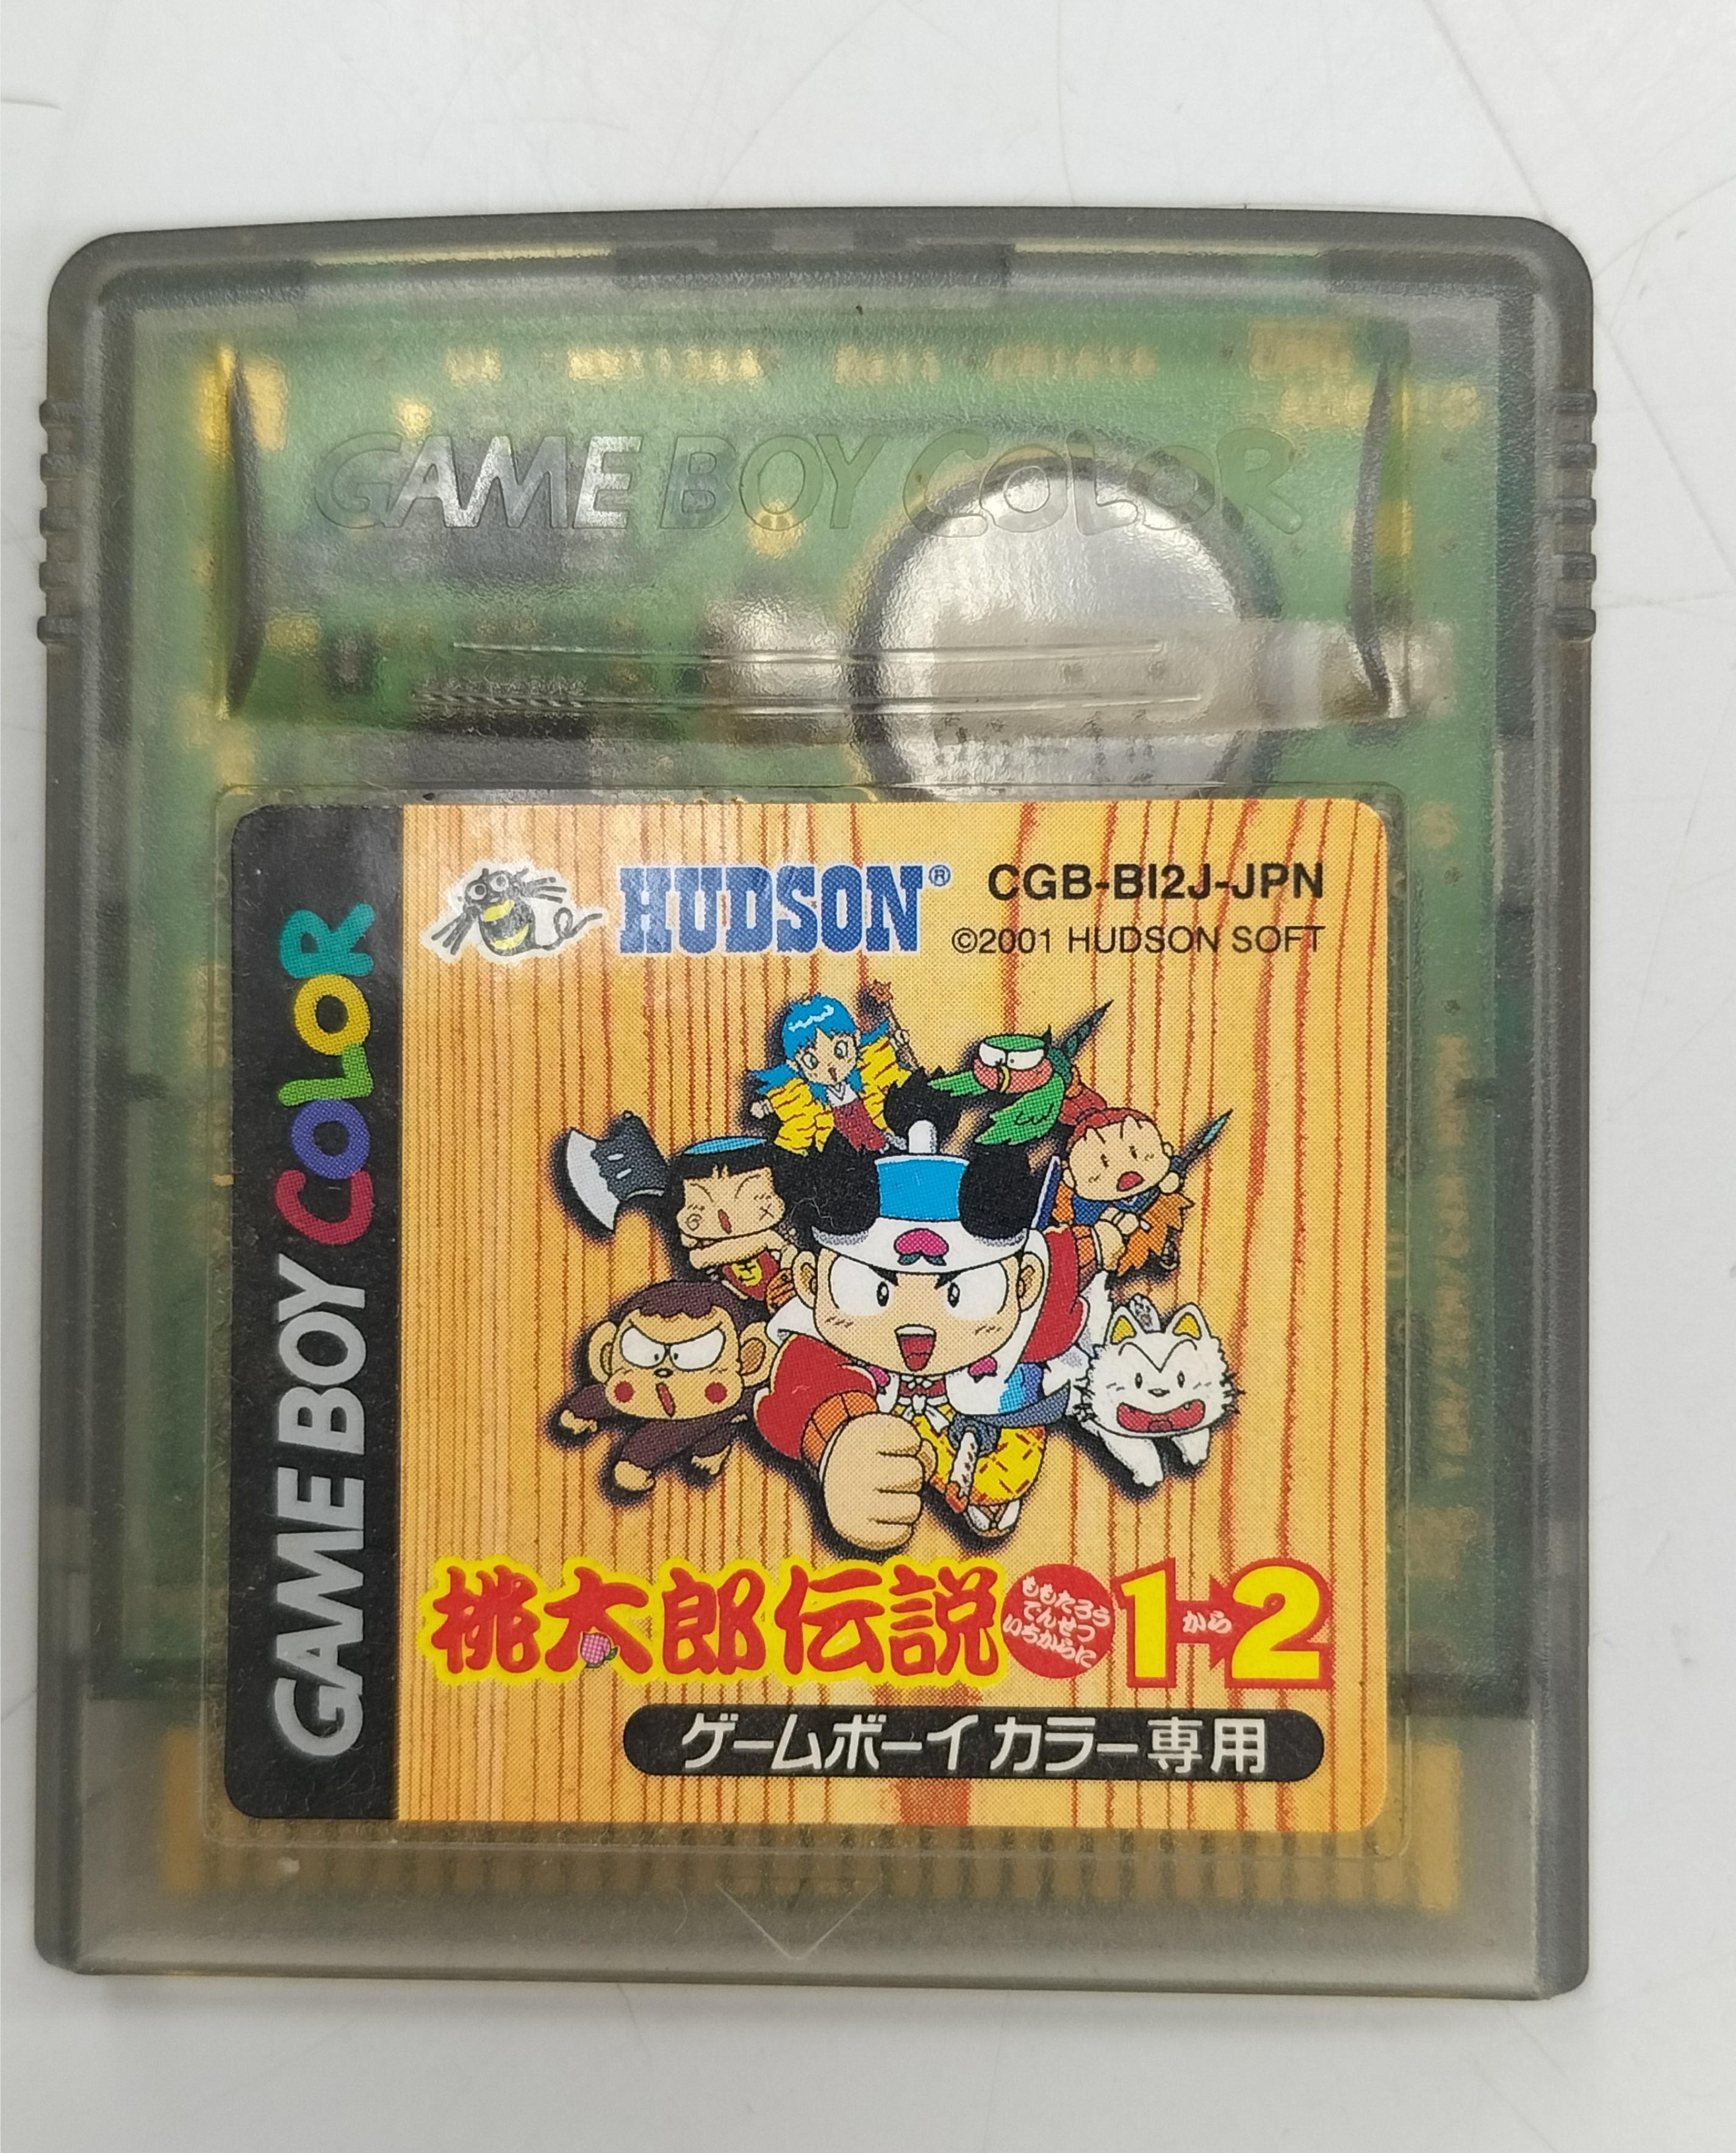 GAME BOY COLOR
GAME BOY COLOR
HUDSON®
CGB-BI2J-JPN
©2001 HUDSON SOFT
桃太郎伝説
ももたろう
でんせつ
いちからに
1から2
ゲームボーイカラー専用